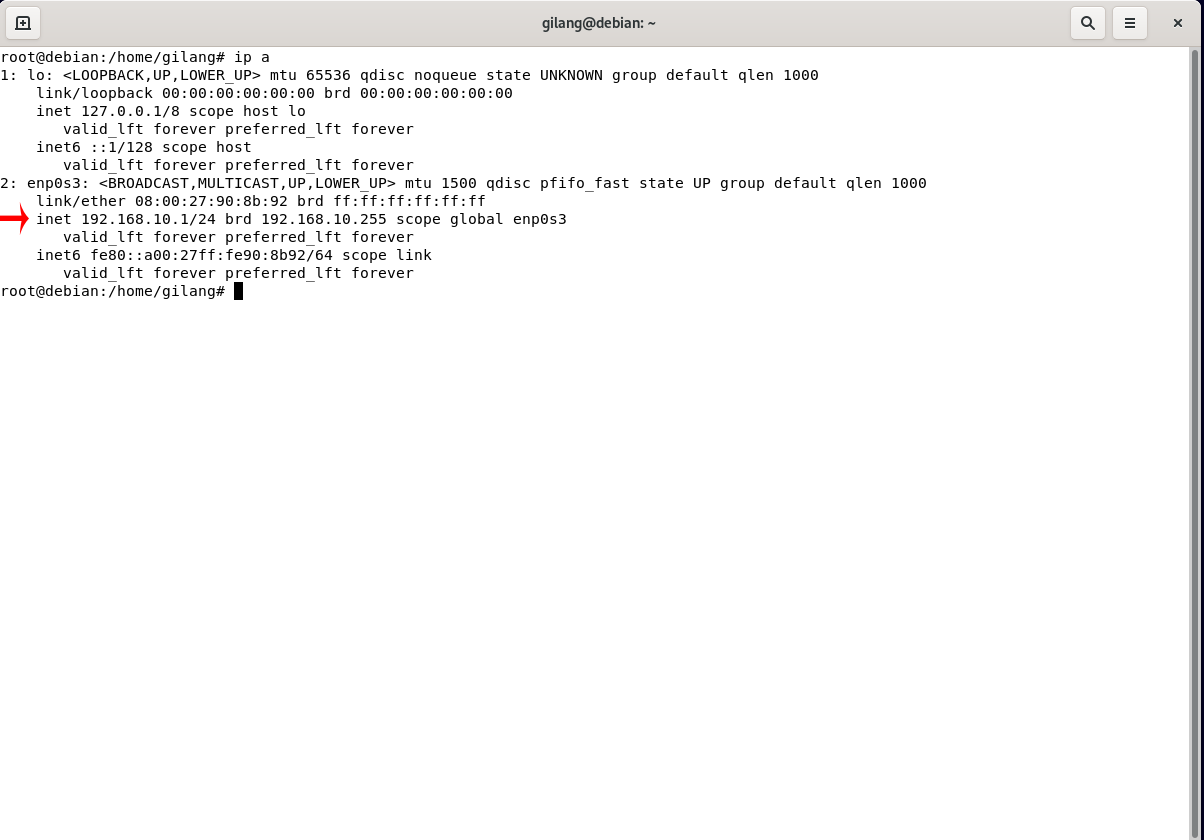 gilang@debian: ~
root@debian:/home/gilang# ip a
1: lo: <LOOPBACK,UP,LOWER_UP> mtu 65536 qdisc noqueue state UNKNOWN group default qlen 1000
    link/loopback 00:00:00:00:00:00 brd 00:00:00:00:00:00
    inet 127.0.0.1/8 scope host lo
       valid_lft forever preferred_lft forever
    inet6 ::1/128 scope host
       valid_lft forever preferred_lft forever
2: enp0s3: <BROADCAST,MULTICAST,UP,LOWER_UP> mtu 1500 qdisc pfifo_fast state UP group default qlen 1000
    link/ether 08:00:27:90:8b:92 brd ff:ff:ff:ff:ff:ff
    inet 192.168.10.1/24 brd 192.168.10.255 scope global enp0s3
       valid_lft forever preferred_lft forever
    inet6 fe80::a00:27ff:fe90:8b92/64 scope link
       valid_lft forever preferred_lft forever
root@debian:/home/gilang#